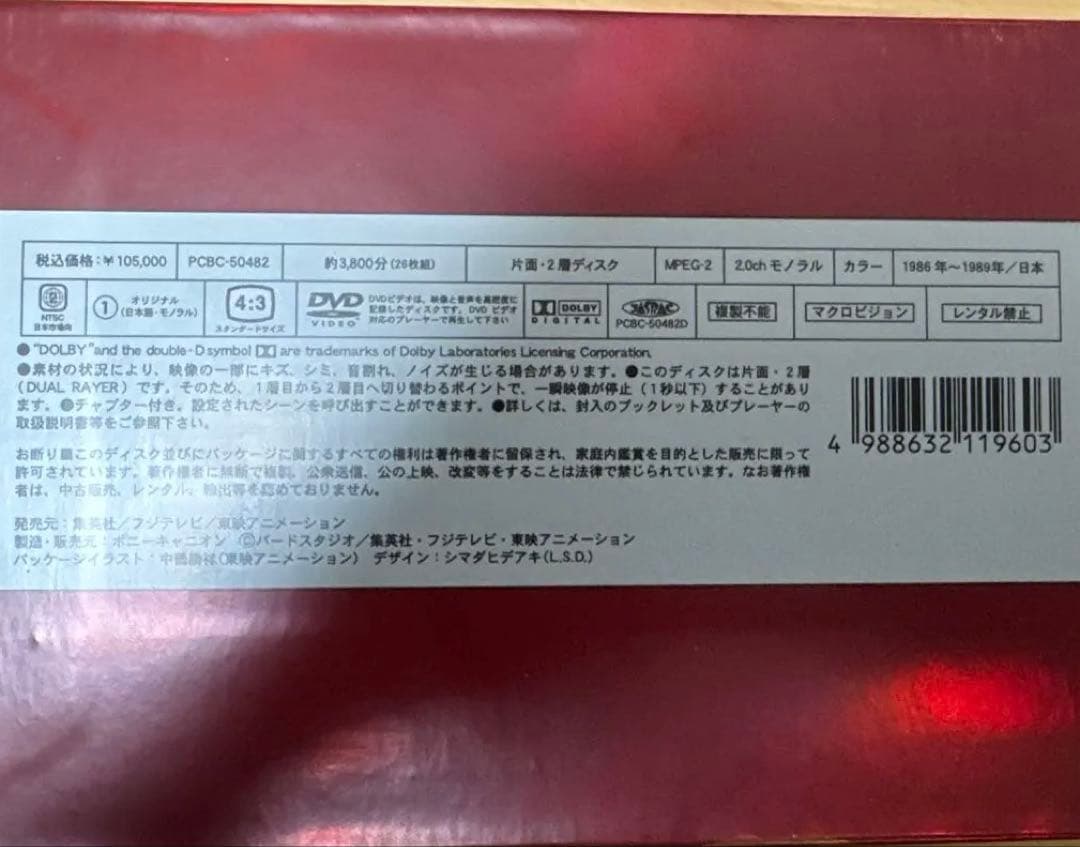 税込価格:¥105,000 PCBC-50482 約3,800分(26枚組) 片面・2層ディスク MPEG-2 2.0ch モノラル カラー 1986年〜1989年/日本
2 NTSC 日本市場向 1 オリジナル (日本語・モノラル) 4:3 スタンダードサイズ DVD VIDEO DVDビデオは、映像と音声を高密度に 記録したディスクです。DVD ビデオ 対応のプレーヤーで再生して下さい DOLBY DIGITAL JASRAC PCBC-50482D 複製不能 マクロビジョン レンタル禁止
●"DOLBY"and the double-D symbol are trademarks of Dolby Laboratories Licensing Corporation.
●素材の状況により、映像の一部にキズ、シミ、音割れ、ノイズが生じる場合があります。●このディスクは片面・2層
(DUAL RAYER)です。そのため、1層目から2層目へ切り替わるポイントで、一瞬映像が停止(1秒以下)することがあり
ます。●チャプター付き。設定されたシーンを呼び出すことができます。●詳しくは、封入のブックレット及びプレーヤーの
取扱説明書等をご参照下さい。
お断り■このディスク並びにパッケージに関するすべての権利は著作権者に留保され、家庭内鑑賞を目的とした販売に限って
許可されています。著作権者に無断で複製、公衆送信、公の上映、改変等をすることは法律で禁じられています。なお著作権
者は、中古販売、レンタル、輸出等を認めておりません。
発売元:集英社/フジテレビ/東映アニメーション
製造・販売元:ポニーキャニオン ©バードスタジオ/集英社・フジテレビ・東映アニメーション
パッケージイラスト:中鶴勝祥(東映アニメーション) デザイン:シマダヒデアキ(L.S.D.)
4 988632 119603